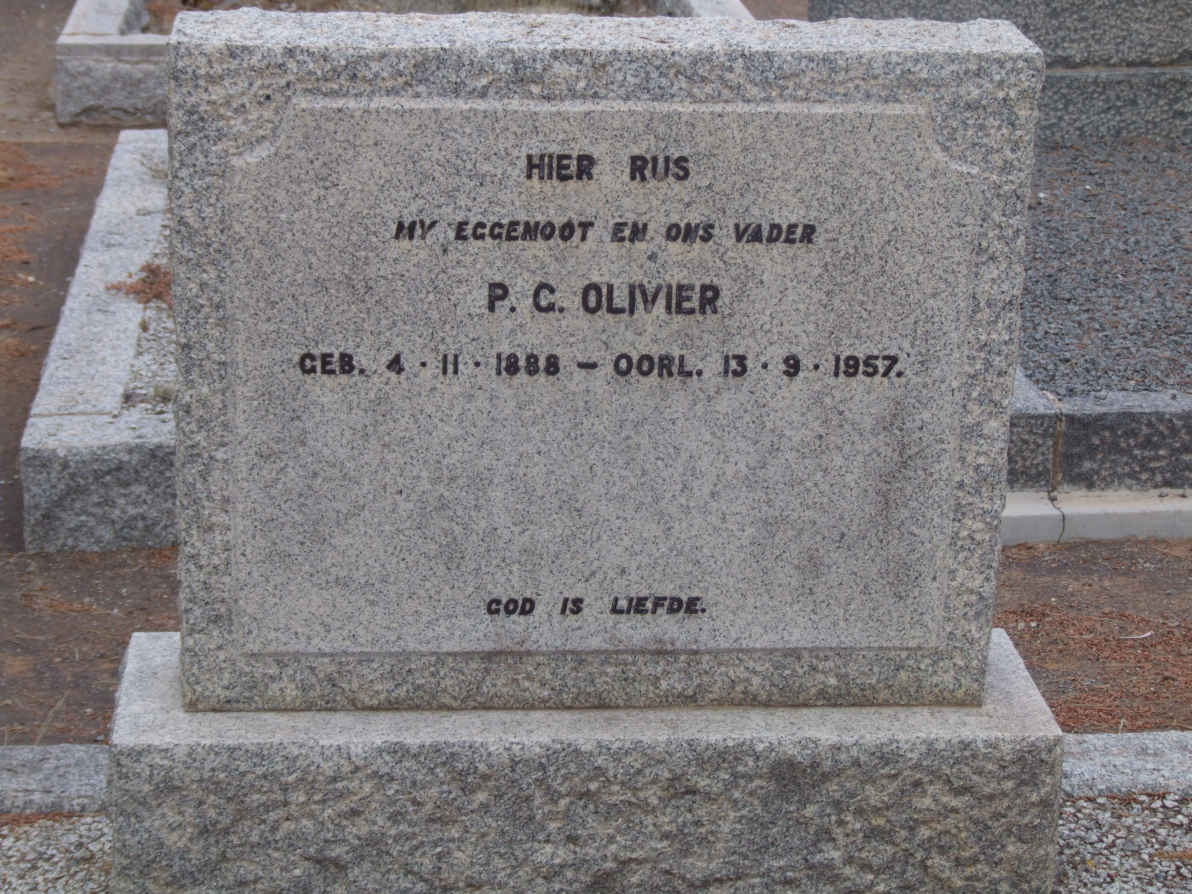 HIER RUS
MY EGGENOOT EN ONS VADER
P. G. OLIVIER
GEB. 4 · 11 · 1888 – OORL. 13 · 9 · 1957.
GOD IS LIEFDE.